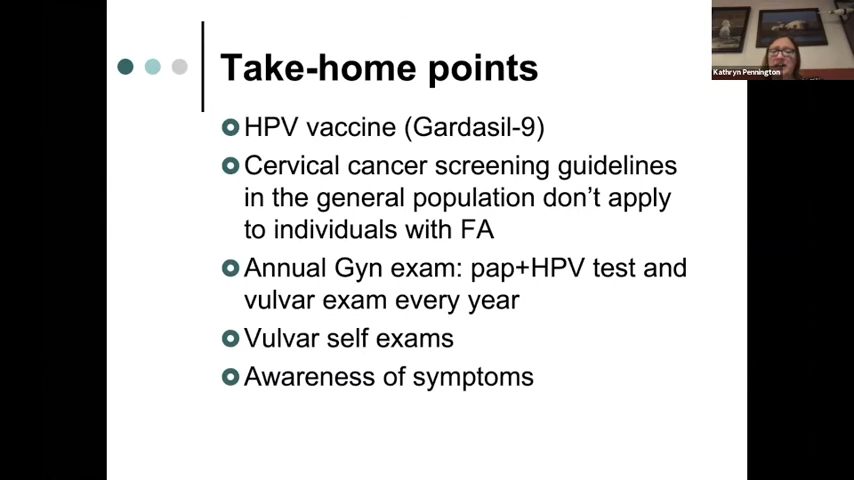 Take-home points
HPV vaccine (Gardasil-9)
Cervical cancer screening guidelines
in the general population don't apply
to individuals with FA
Annual Gyn exam: pap+HPV test and
vulvar exam every year
Vulvar self exams
Awareness of symptoms
Kathryn Pennington